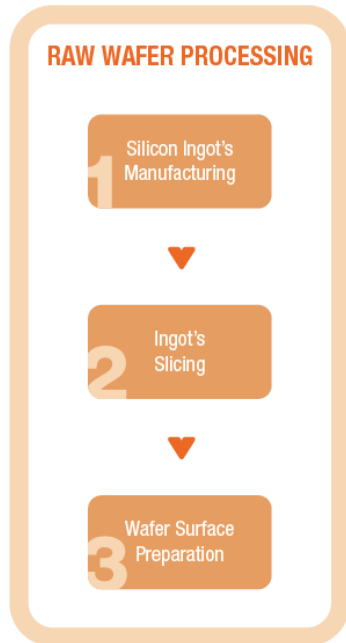 RAW WAFER PROCESSING
1
Silicon Ingot's
Manufacturing
2
Ingot's
Slicing
3
Wafer Surface
Preparation